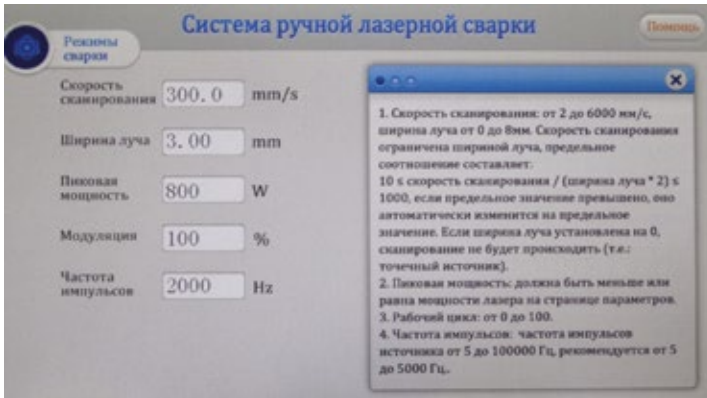 Система ручной лазерной сварки
Помощь
Режимы
сварки
Скорость
сканирования 300.0 mm/s
Ширина луча 3.00 mm
Пиковая
мощность 800 W
Модуляция 100 %
Частота
импульсов 2000 Hz
1. Скорость сканирования: от 2 до 6000 мм/с,
ширина луча от 0 до 8мм. Скорость сканирования
ограничена шириной луча, предельное
соотношение составляет:
10 ≤ скорость сканирования / (ширина луча * 2) ≤
1000, если предельное значение превышено, оно
автоматически изменится на предельное
значение. Если ширина луча установлена на 0,
сканирование не будет происходить (т.е.:
точечный источник).
2. Пиковая мощность: должна быть меньше или
равна мощности лазера на странице параметров.
3. Рабочий цикл: от 0 до 100.
4. Частота импульсов: частота импульсов
источника от 5 до 100000 Гц, рекомендуется от 5
до 5000 Гц..